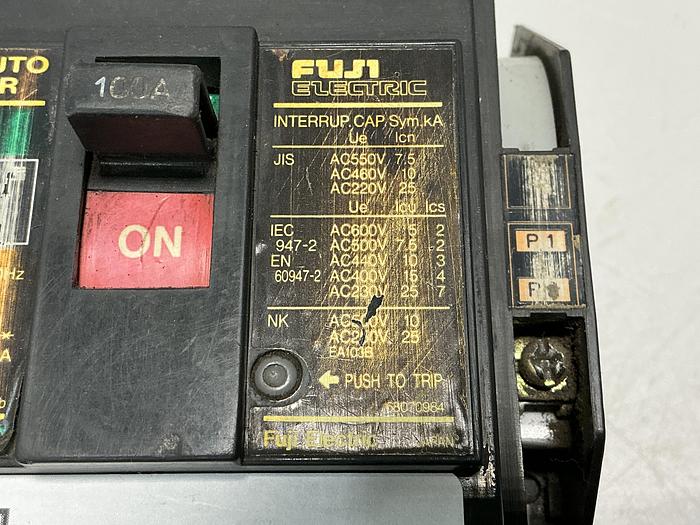 UTO
R
100A
ON
Hz
A
FUJI
ELECTRIC
INTERRUP. CAP Sym.kA
Ue Icn
JIS AC550V 7.5
AC460V 10
AC220V 25
Ue Icu Ics
IEC AC600V 5 2
947-2 AC500V 7.5 2
EN AC440V 10 3
60947-2 AC400V 15 4
AC230V 25 7
NK 10
25
EA103B
PUSH TO TRIP
68070984
Fuji Electric JAPAN
P1